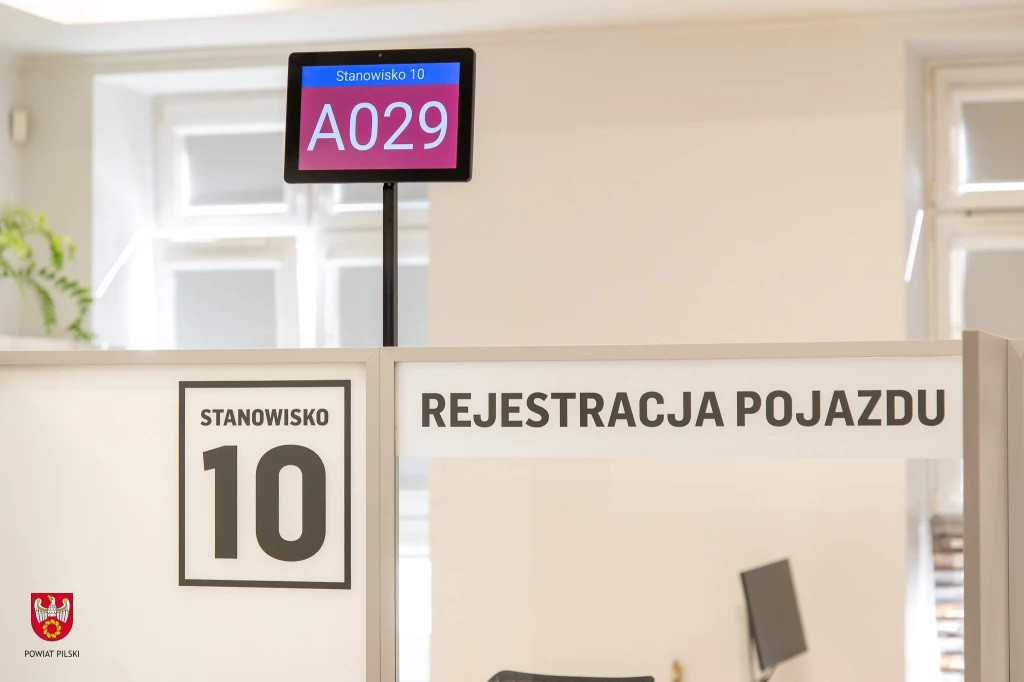 Stanowisko 10
A029
STANOWISKO
10
REJESTRACJA POJAZDU
POWIAT PILSKI